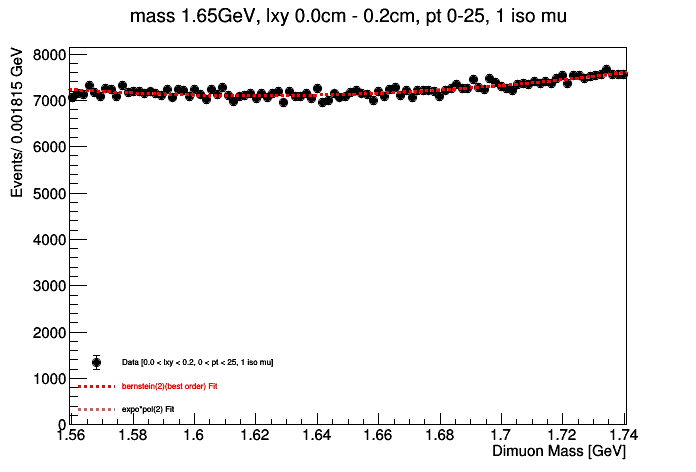 mass 1.65GeV, lxy 0.0cm - 0.2cm, pt 0-25, 1 iso mu
Events/ 0.001815 GeV
8000
7000
6000
5000
4000
3000
2000
1000
0
Data [0.0 < lxy < 0.2, 0 < pt < 25, 1 iso mu]
bernstein(2)(best order) Fit
expo*pol(2) Fit
1.56 1.58 1.6 1.62 1.64 1.66 1.68 1.7 1.72 1.74
Dimuon Mass [GeV]